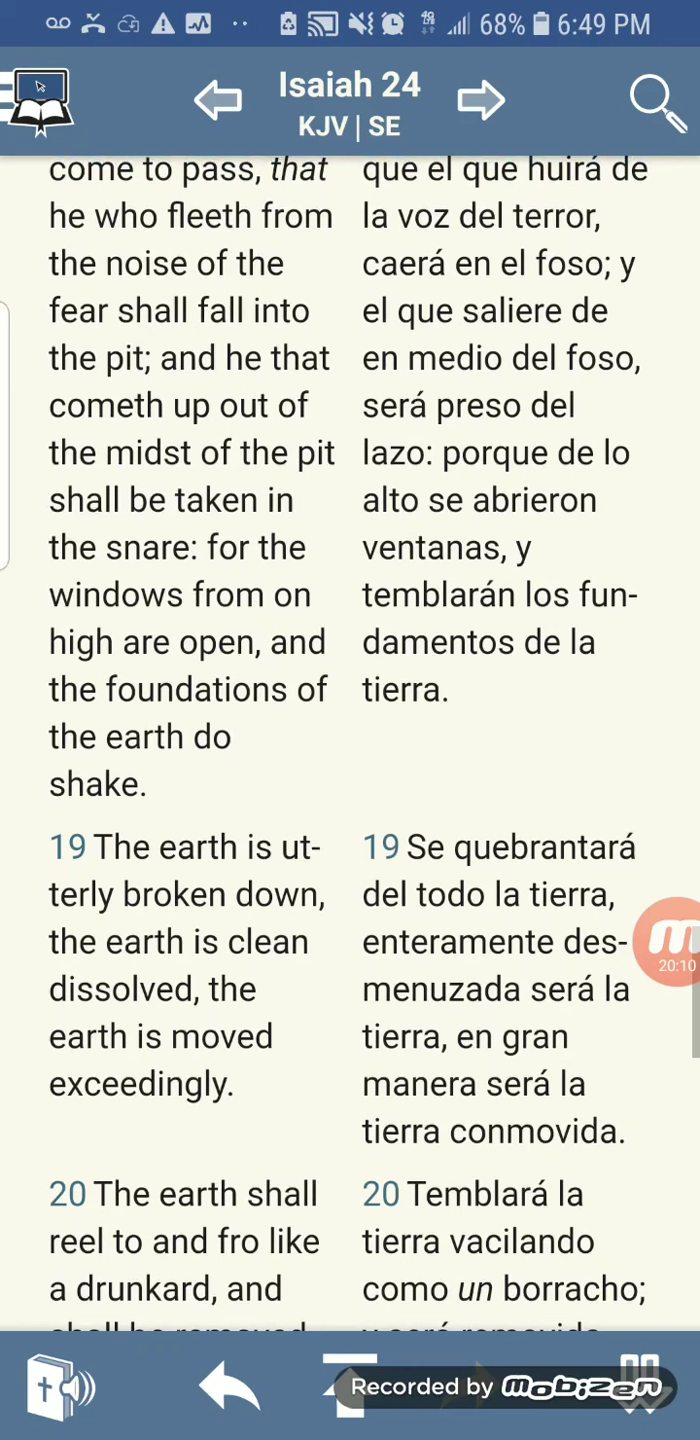 68% 6:49 PM
Isaiah 24
KJV | SE
come to pass, that
he who fleeth from
the noise of the
fear shall fall into
the pit; and he that
cometh up out of
the midst of the pit
shall be taken in
the snare: for the
windows from on
high are open, and
the foundations of
the earth do
shake.
19 The earth is ut-
terly broken down,
the earth is clean
dissolved, the
earth is moved
exceedingly.
20 The earth shall
reel to and fro like
a drunkard, and
shall be removed
que el que huirá de
la voz del terror,
caerá en el foso; y
el que saliere de
en medio del foso,
será preso del
lazo: porque de lo
alto se abrieron
ventanas, y
temblarán los fun-
damentos de la
tierra.
19 Se quebrantará
del todo la tierra,
enteramente des-
menuzada será la
tierra, en gran
manera será la
tierra conmovida.
20 Temblará la
tierra vacilando
como un borracho;
y será removida
20:10
Recorded by mobizen